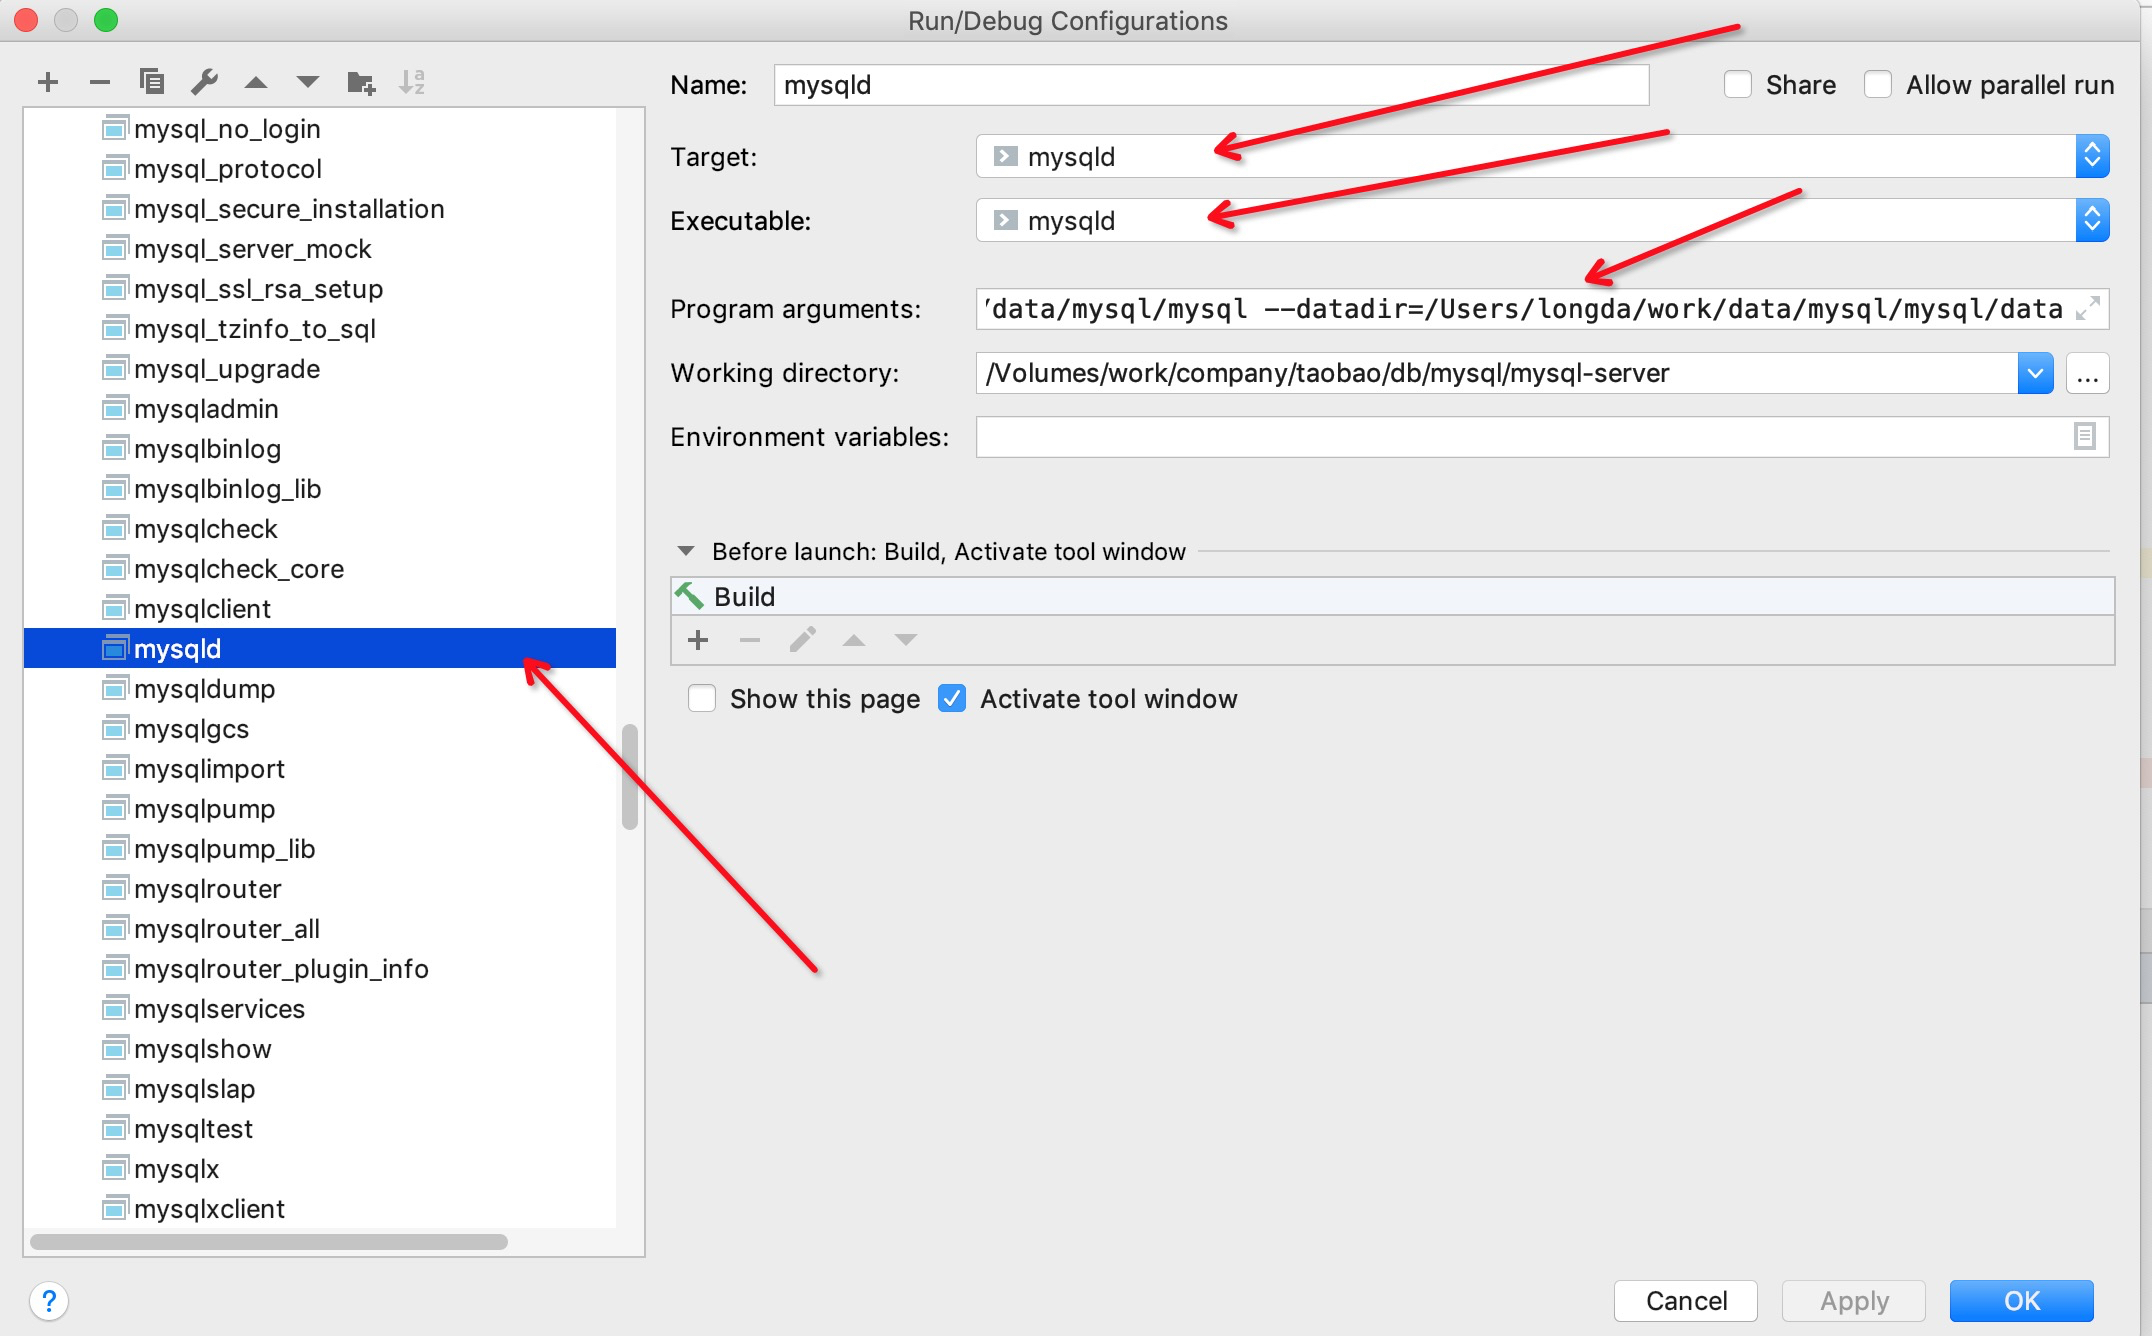 Run/Debug Configurations
mysql_no_login
mysql_protocol
mysql_secure_installation
mysql_server_mock
mysql_ssl_rsa_setup
mysql_tzinfo_to_sql
mysql_upgrade
mysqladmin
mysqlbinlog
mysqlbinlog_lib
mysqlcheck
mysqlcheck_core
mysqlclient
mysqld
mysqldump
mysqlgcs
mysqlimport
mysqlpump
mysqlpump_lib
mysqlrouter
mysqlrouter_all
mysqlrouter_plugin_info
mysqlservices
mysqlshow
mysqlslap
mysqltest
mysqlx
mysqlxclient
Name: mysqld Share Allow parallel run
Target: mysqld
Executable: mysqld
Program arguments: /data/mysql/mysql --datadir=/Users/longda/work/data/mysql/mysql/data
Working directory: /Volumes/work/company/taobao/db/mysql/mysql-server ...
Environment variables:
Before launch: Build, Activate tool window
Build
Show this page Activate tool window
? Cancel Apply OK